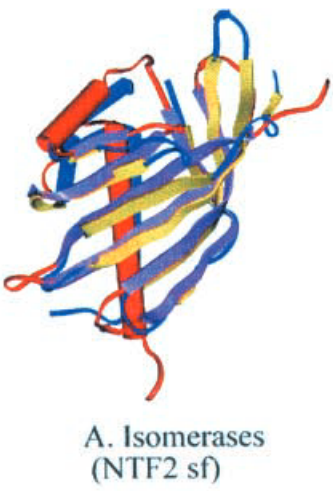 A. Isomerases
(NTF2 sf)